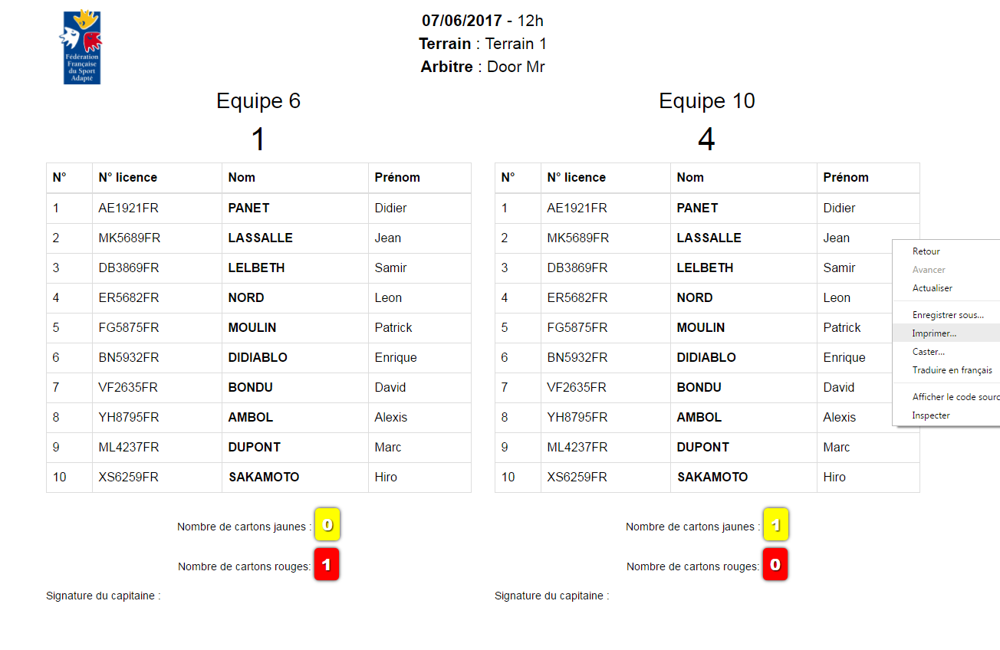 Fédération
Française
du Sport
Adapté
07/06/2017 - 12h
Terrain : Terrain 1
Arbitre : Door Mr
Equipe 6
1
N° N° licence Nom Prénom
1 AE1921FR PANET Didier
2 MK5689FR LASSALLE Jean
3 DB3869FR LELBETH Samir
4 ER5682FR NORD Leon
5 FG5875FR MOULIN Patrick
6 BN5932FR DIDIABLO Enrique
7 VF2635FR BONDU David
8 YH8795FR AMBOL Alexis
9 ML4237FR DUPONT Marc
10 XS6259FR SAKAMOTO Hiro
Nombre de cartons jaunes : 0
Nombre de cartons rouges: 1
Signature du capitaine :
Equipe 10
4
N° N° licence Nom Prénom
1 AE1921FR PANET Didier
2 MK5689FR LASSALLE Jean
3 DB3869FR LELBETH Samir
4 ER5682FR NORD Leon
5 FG5875FR MOULIN Patrick
6 BN5932FR DIDIABLO Enrique
7 VF2635FR BONDU David
8 YH8795FR AMBOL Alexis
9 ML4237FR DUPONT Marc
10 XS6259FR SAKAMOTO Hiro
Nombre de cartons jaunes : 1
Nombre de cartons rouges: 0
Signature du capitaine :
Retour
Avancer
Actualiser
Enregistrer sous...
Imprimer...
Caster...
Traduire en français
Afficher le code sourc
Inspecter